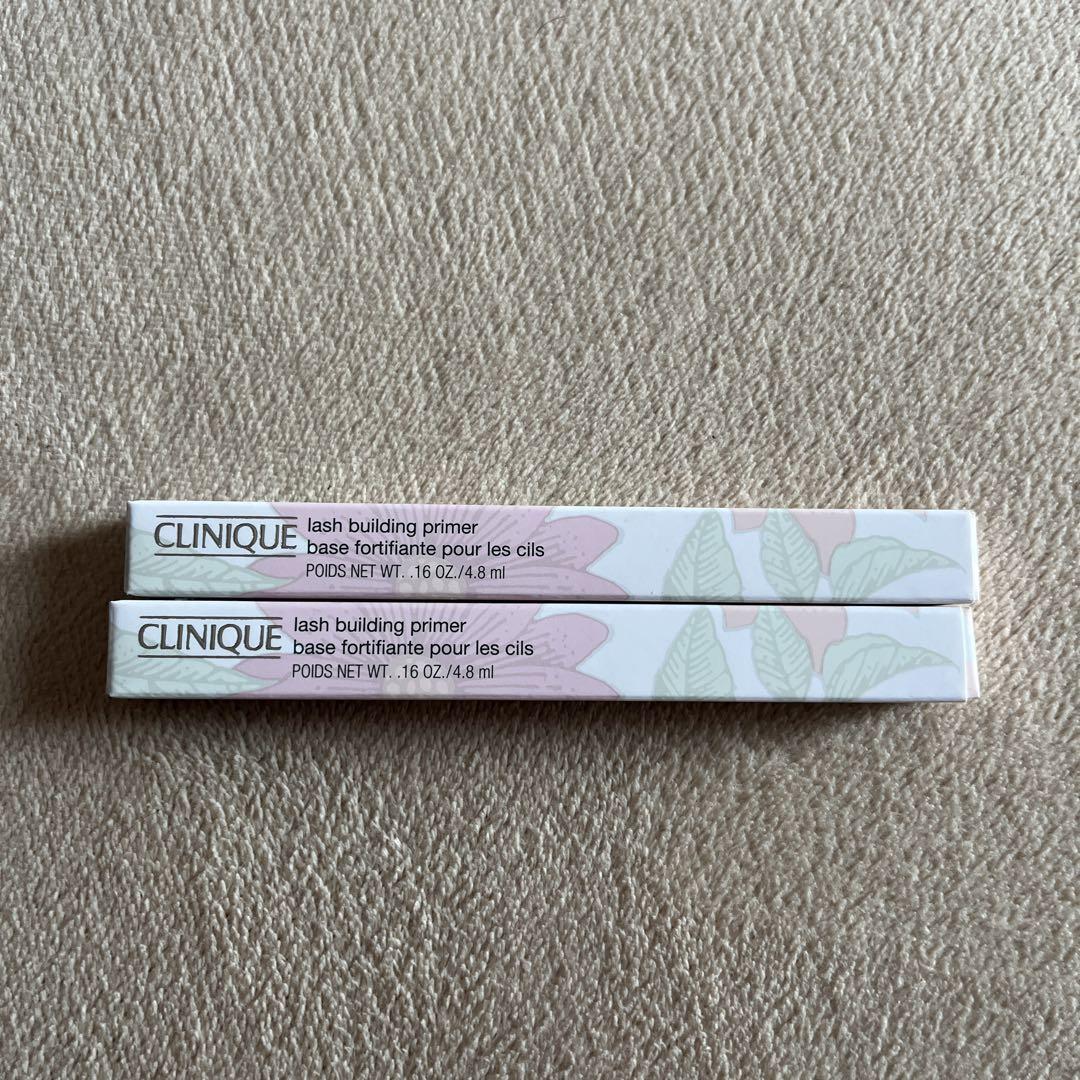 CLINIQUE
lash building primer
base fortifiante pour les cils
POIDS NET WT. .16 OZ./4.8 ml
CLINIQUE
lash building primer
base fortifiante pour les cils
POIDS NET WT. .16 OZ./4.8 ml